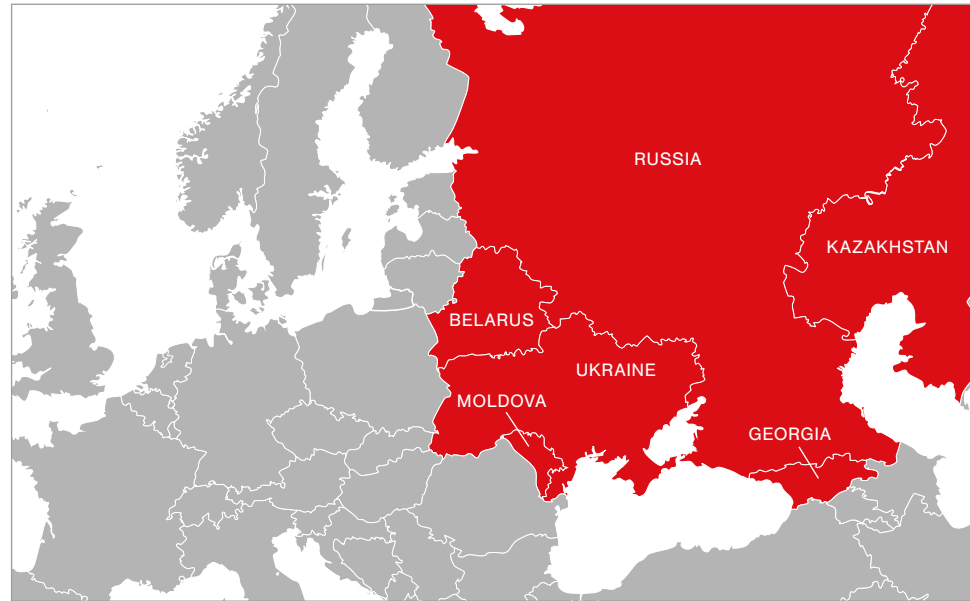 RUSSIA
KAZAKHSTAN
BELARUS
UKRAINE
MOLDOVA
GEORGIA